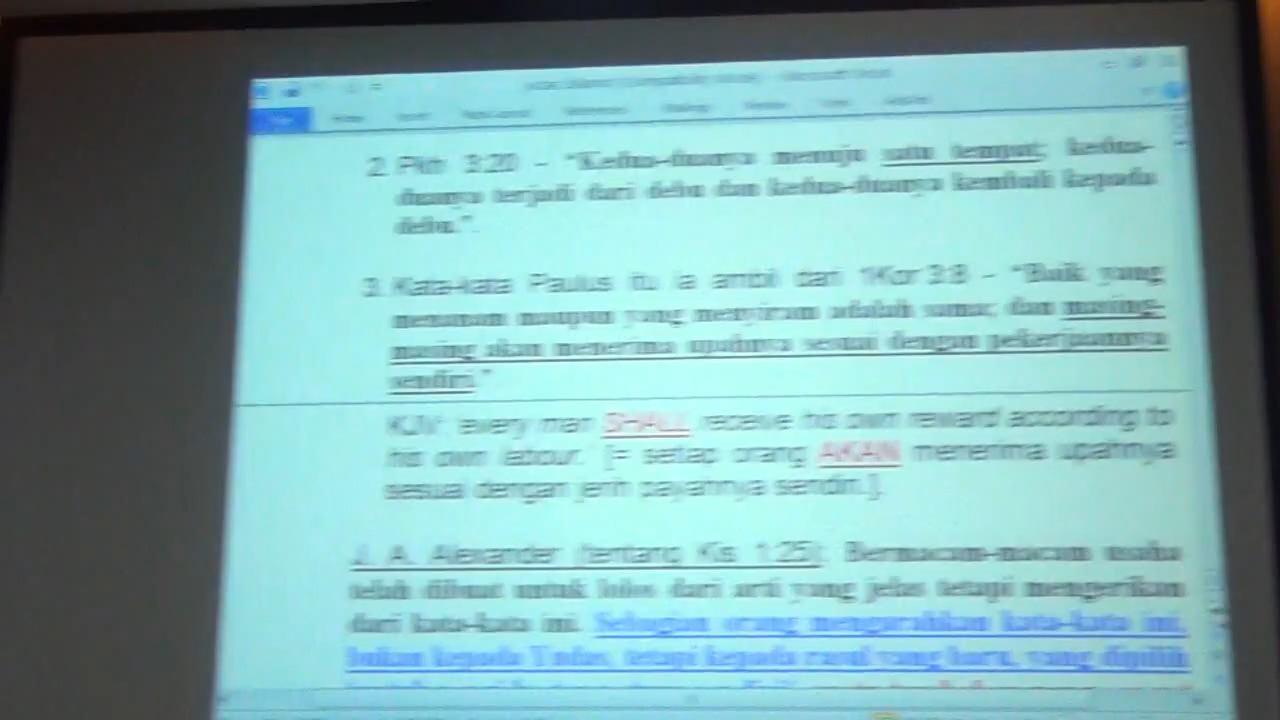 2. Pkh 3:20 – "Kedua-duanya menuju satu tempat; kedua-
duanya terjadi dari debu dan kedua-duanya kembali kepada
debu.".
3. Kata-kata Paulus itu ia ambil dari 1Kor 3:8 – "Baik yang
menanam maupun yang menyiram adalah sama; dan masing-
masing akan menerima upahnya sesuai dengan pekerjaannya
sendiri."
KJV: every man SHALL receive his own reward according to
his own labour. [= setiap orang AKAN menerima upahnya
sesuai dengan jerih payahnya sendiri.].
J. A. Alexander (tentang Kis 1:25): Bermacam-macam usaha
telah dibuat untuk lolos dari arti yang jelas tetapi mengerikan
dari kata-kata ini. Sebagian orang mengarahkan kata-kata ini,
bukan kepada Yudas, tetapi kepada rasul yang baru, yang dipilih